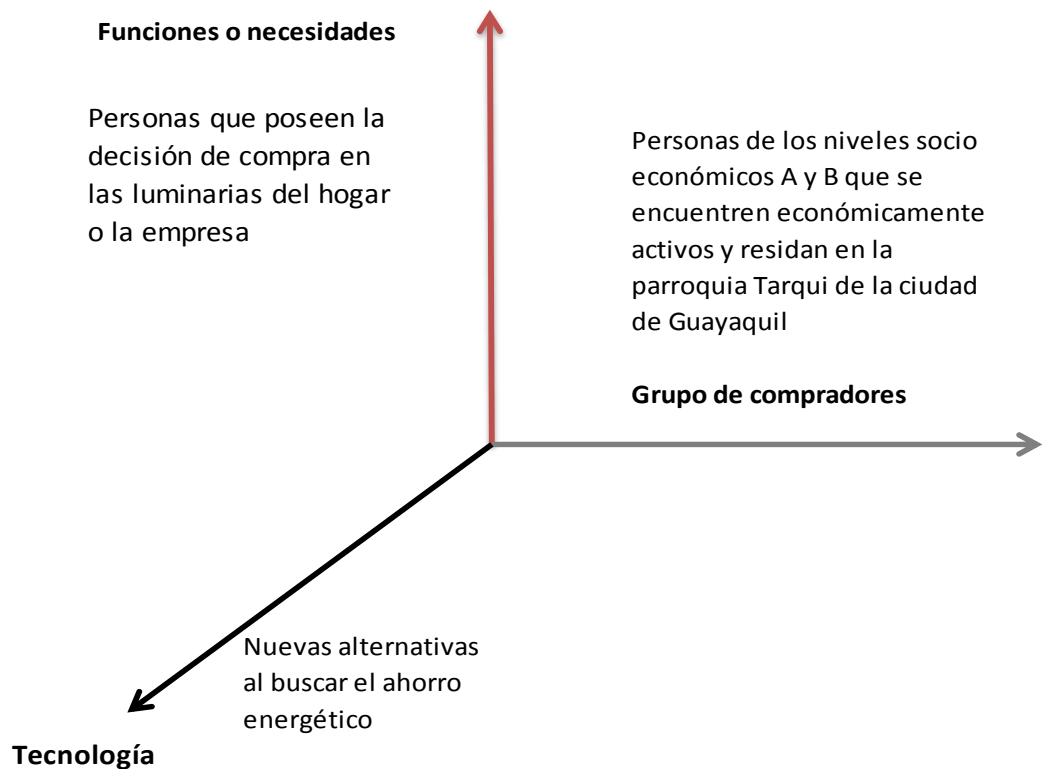 Funciones o necesidades
Personas que poseen la
decisión de compra en
las luminarias del hogar
o la empresa
Personas de los niveles socio
económicos A y B que se
encuentren económicamente
activos y residan en la
parroquia Tarqui de la ciudad
de Guayaquil
Grupo de compradores
Nuevas alternativas
al buscar el ahorro
energético
Tecnología